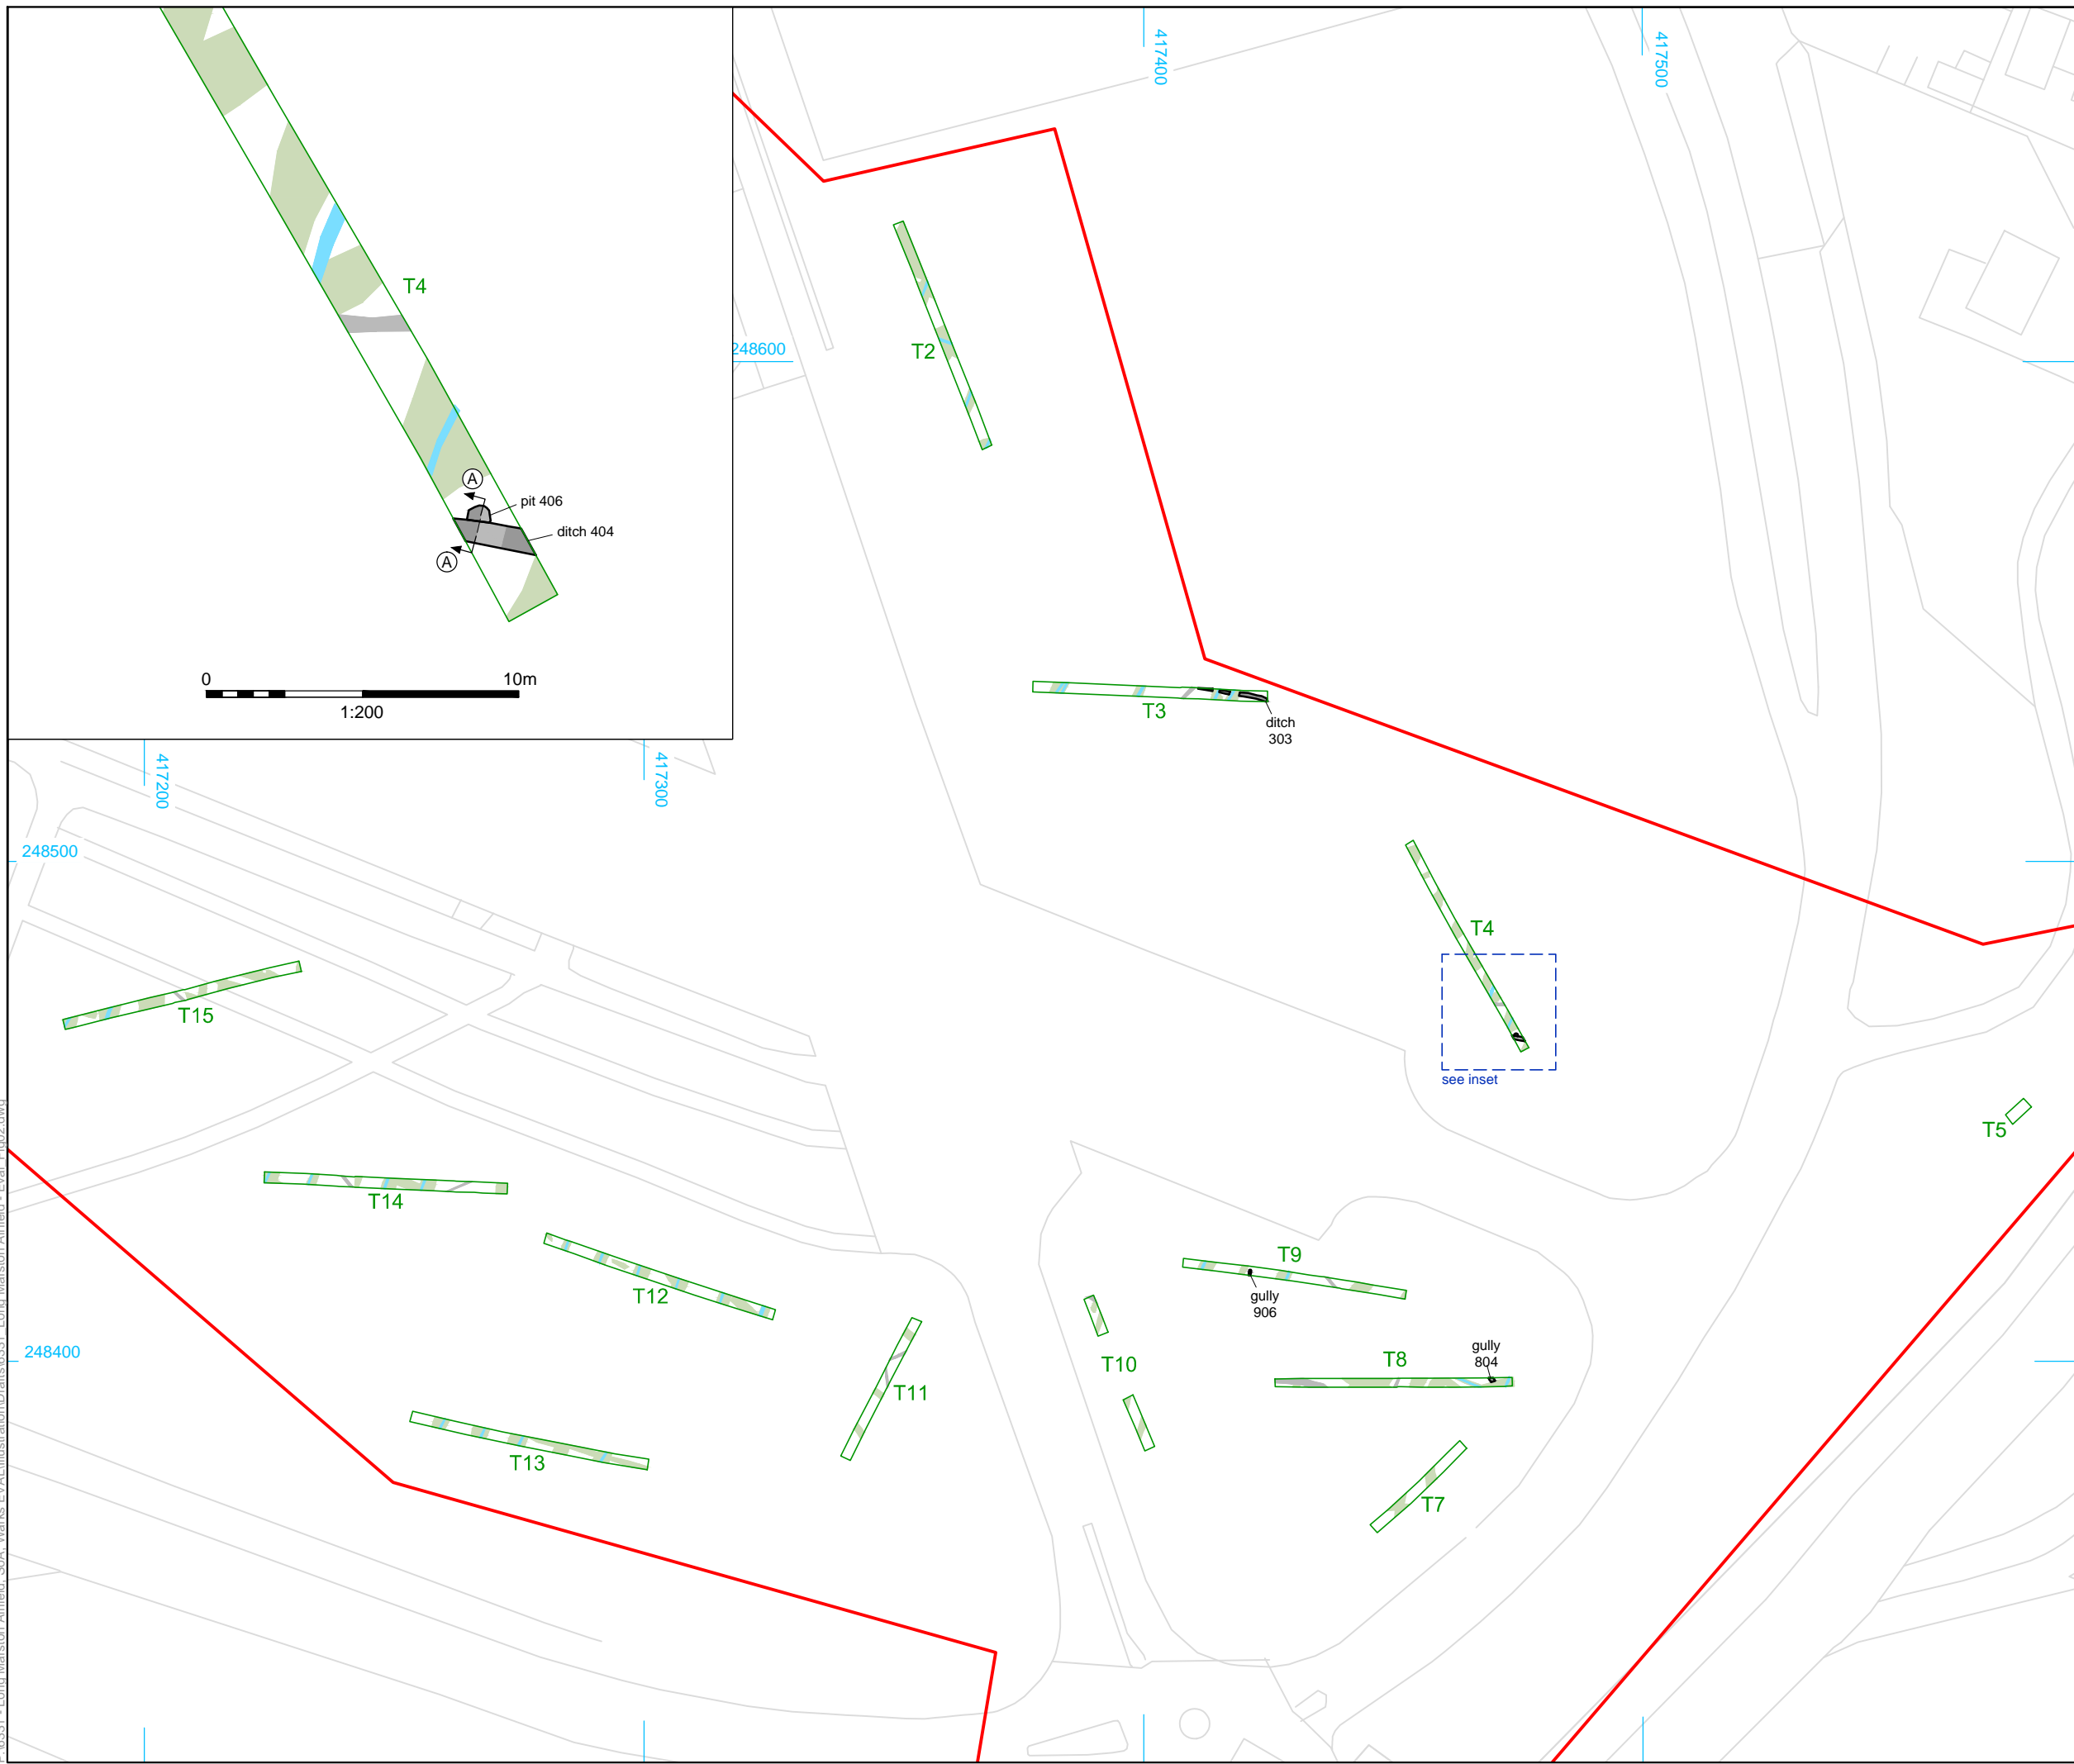 417400
417500
T4
A
pit 406
ditch 404
A
0 10m
1:200
248600
T2
T3
ditch
303
417200
417300
248500
T4
see inset
T15
T5
T14
T12
T9
gully
906
T10
T11
T8
gully
804
248400
T13
T7